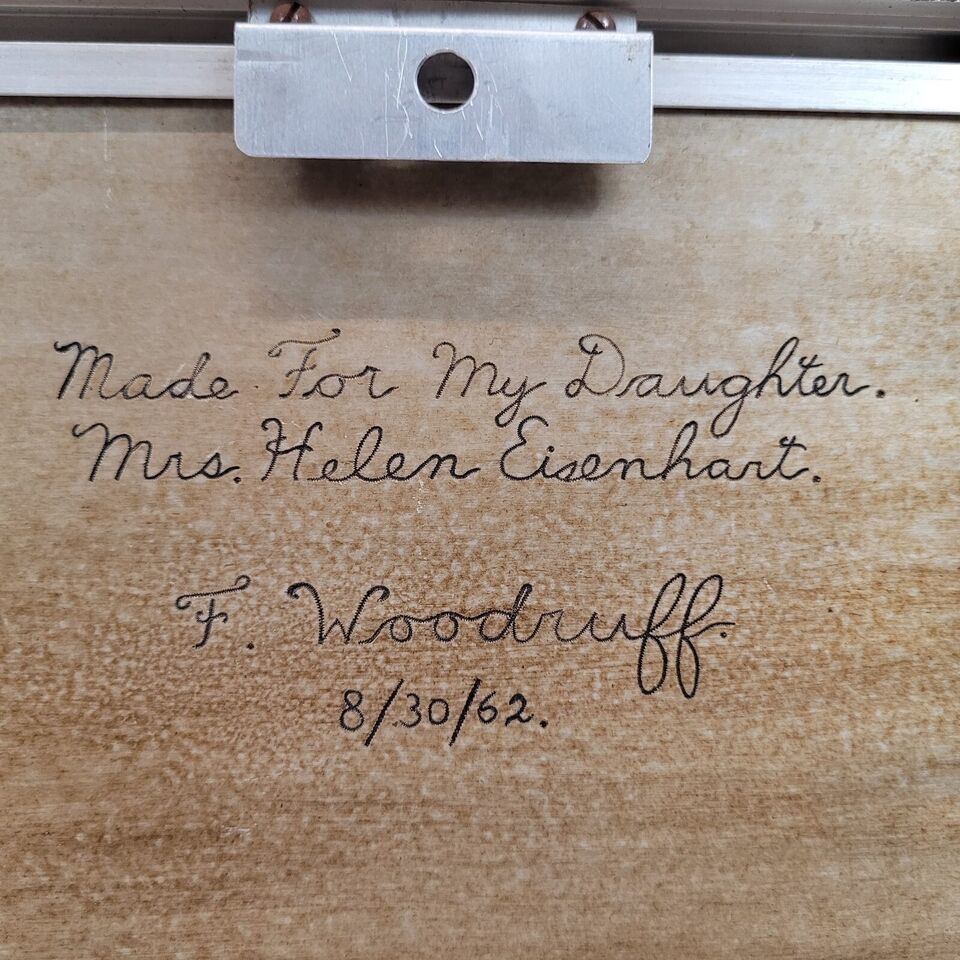 Made For My Daughter.
Mrs. Helen Eisenhart.
F. Woodruff.
8/30/62.